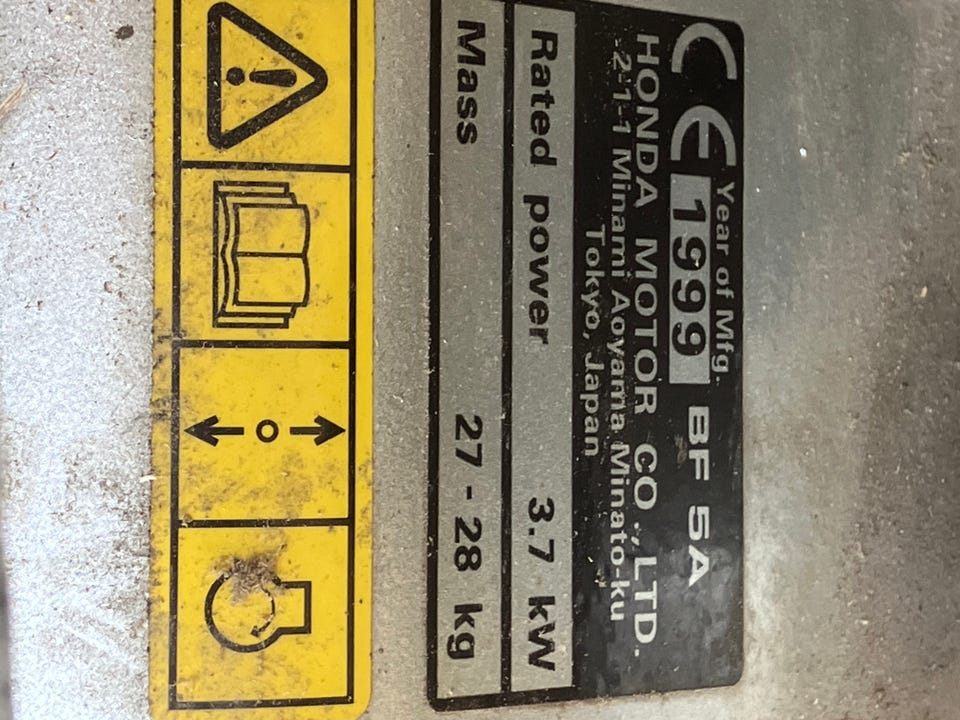 Year of Mfg.
CE 1999 BF 5A
HONDA MOTOR CO.,LTD.
2-1-1 Minami Aoyama Minato-ku
Tokyo, Japan
Rated power 3.7 kW
Mass 27-28 kg